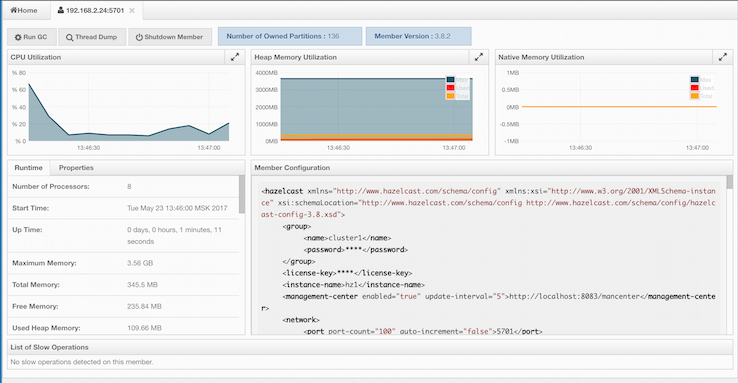 Home
192.168.2.24:5701
Run GC
Thread Dump
Shutdown Member
Number of Owned Partitions : 136
Member Version : 3.8.2
CPU Utilization
% 80
% 60
% 40
% 20
% 0
13:46:30
13:47:00
Heap Memory Utilization
4000MB
3000MB
2000MB
1000MB
0MB
Max
Used
Total
13:46:30
13:47:00
Native Memory Utilization
1MB
0MB
-1MB
Max
Used
Total
13:46:30
13:47:00
Runtime
Properties
Number of Processors: 8
Start Time: Tue May 23 13:46:00 MSK 2017
Up Time: 0 days, 0 hours, 1 minutes, 11
seconds
Maximum Memory: 3.56 GB
Total Memory: 345.5 MB
Free Memory: 235.84 MB
Used Heap Memory: 109.66 MB
Member Configuration
<hazelcast xmlns="http://www.hazelcast.com/schema/config" xmlns:xsi="http://www.w3.org/2001/XMLSchema-instan
ce" xsi:schemaLocation="http://www.hazelcast.com/schema/config http://www.hazelcast.com/schema/config/hazelc
ast-config-3.8.xsd">
<group>
<name>cluster1</name>
<password>****</password>
</group>
<license-key>****</license-key>
<instance-name>hz1</instance-name>
<management-center enabled="true" update-interval="5">http://localhost:8083/mancenter</management-cente
r>
<network>
<port port-count="100" auto-increment="false">5701</port>
List of Slow Operations
No slow operations detected on this member.